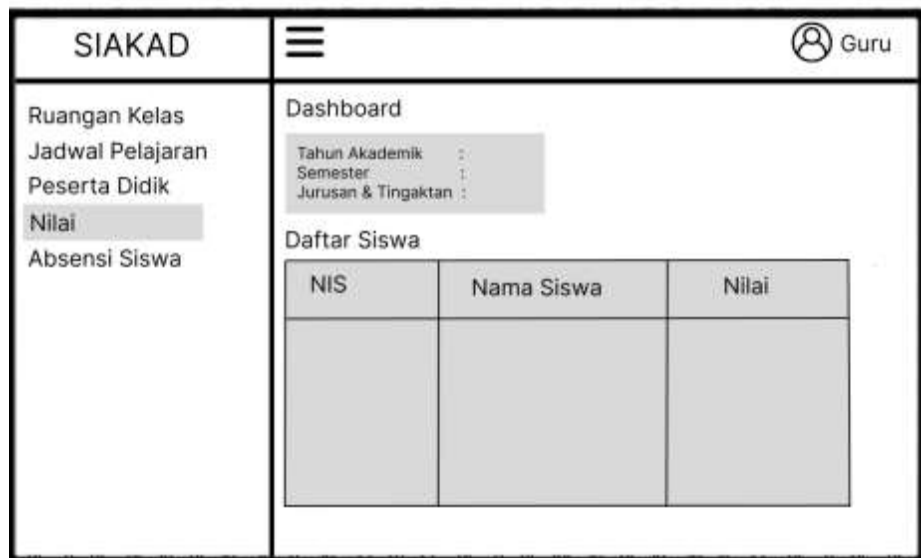 SIAKAD
Guru
Ruangan Kelas
Jadwal Pelajaran
Peserta Didik
Nilai
Absensi Siswa
Dashboard
Tahun Akademik :
Semester :
Jurusan & Tingaktan :
Daftar Siswa
NIS Nama Siswa Nilai